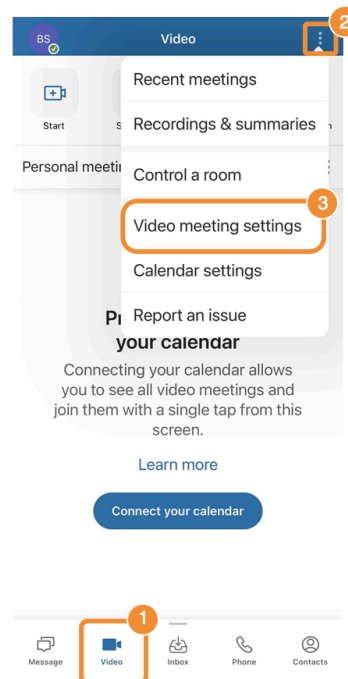 2
BS
Video
Recent meetings
Start
S
Recordings & summaries
n
Personal meeti
Control a room
3
Video meeting settings
Calendar settings
Report an issue
P
your calendar
Connecting your calendar allows
you to see all video meetings and
join them with a single tap from this
screen.
Learn more
Connect your calendar
1
Message
Video
Inbox
Phone
Contacts